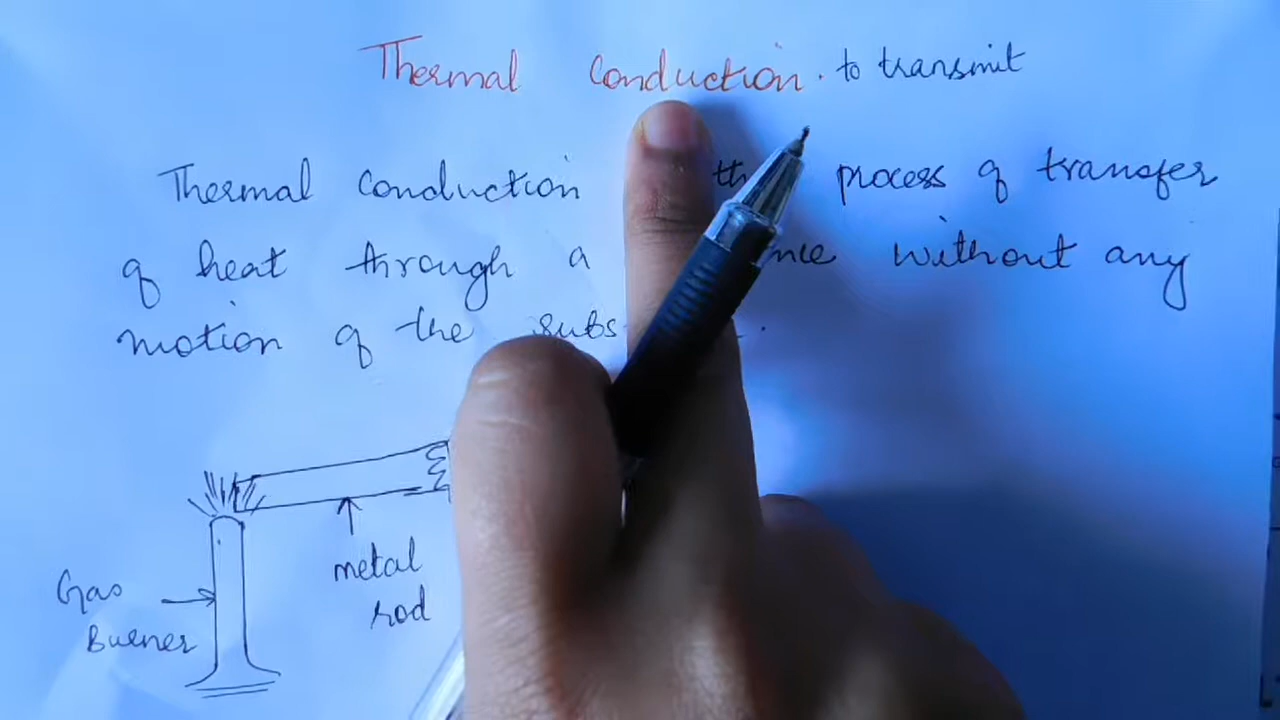 Thermal Conduction. to transmit
Thermal conduction process of transfer
of heat through a without any
motion of the
metal
rod
Gas
Burner